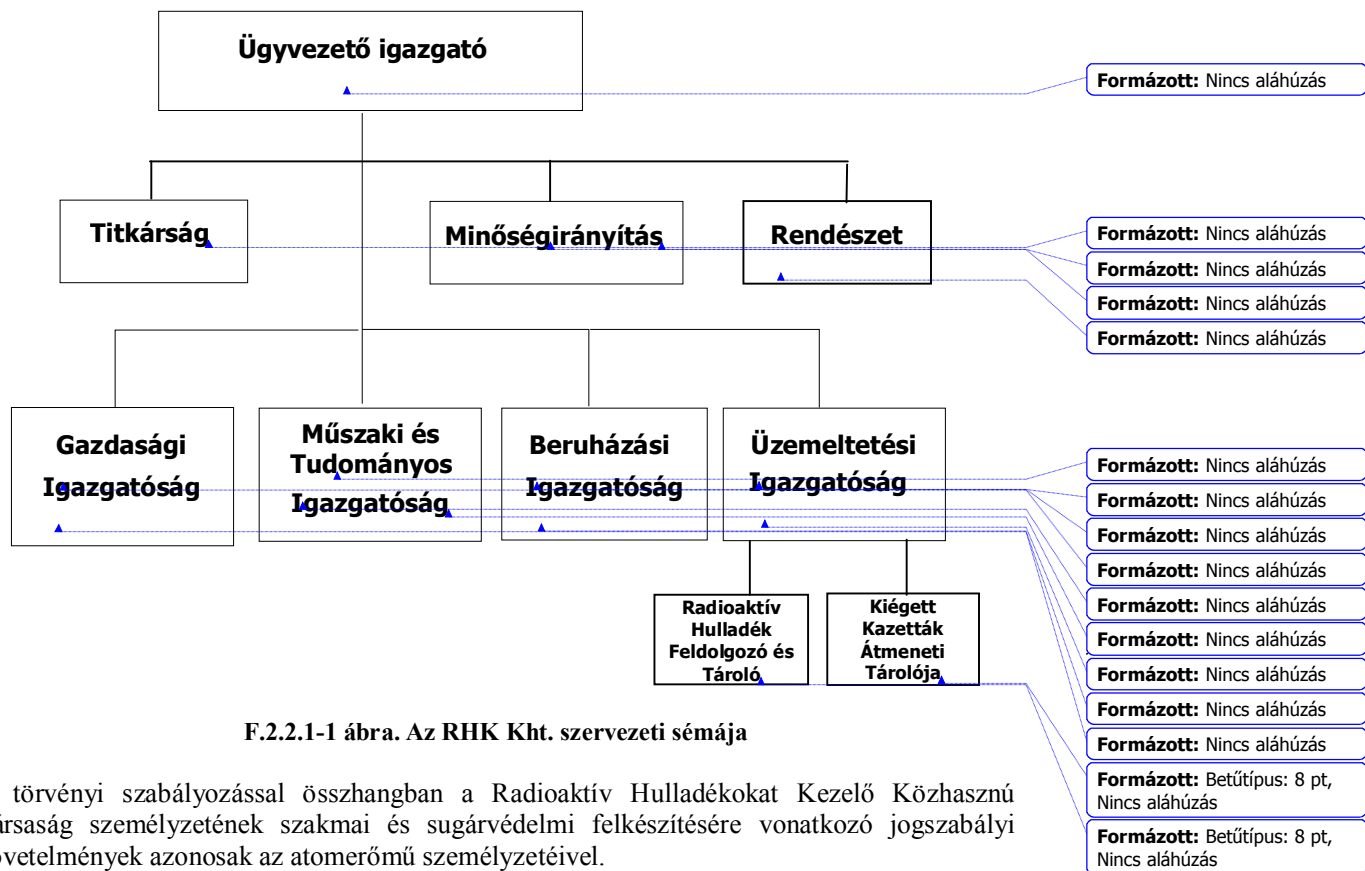 Ügyvezető igazgató
Formázott: Nincs aláhúzás
Titkárság
Minőségirányítás
Rendészet
Formázott: Nincs aláhúzás
Formázott: Nincs aláhúzás
Formázott: Nincs aláhúzás
Formázott: Nincs aláhúzás
Gazdasági
Igazgatóság
Műszaki és
Tudományos
Igazgatóság
Beruházási
Igazgatóság
Üzemeltetési
Igazgatóság
Formázott: Nincs aláhúzás
Formázott: Nincs aláhúzás
Formázott: Nincs aláhúzás
Formázott: Nincs aláhúzás
Formázott: Nincs aláhúzás
Formázott: Nincs aláhúzás
Formázott: Nincs aláhúzás
Formázott: Nincs aláhúzás
Formázott: Nincs aláhúzás
Radioaktív
Hulladék
Feldolgozó és
Tároló
Kiégett
Kazetták
Átmeneti
Tárolója
Formázott: Betűtípus: 8 pt,
Nincs aláhúzás
Formázott: Betűtípus: 8 pt,
Nincs aláhúzás
F.2.2.1-1 ábra. Az RHK Kht. szervezeti sémája
törvényi szabályozással összhangban a Radioaktív Hulladékokat Kezelő Közhasznú
ársaság személyzetének szakmai és sugárvédelmi felkészítésére vonatkozó jogszabályi
övetelmények azonosak az atomerőmű személyzetéivel.